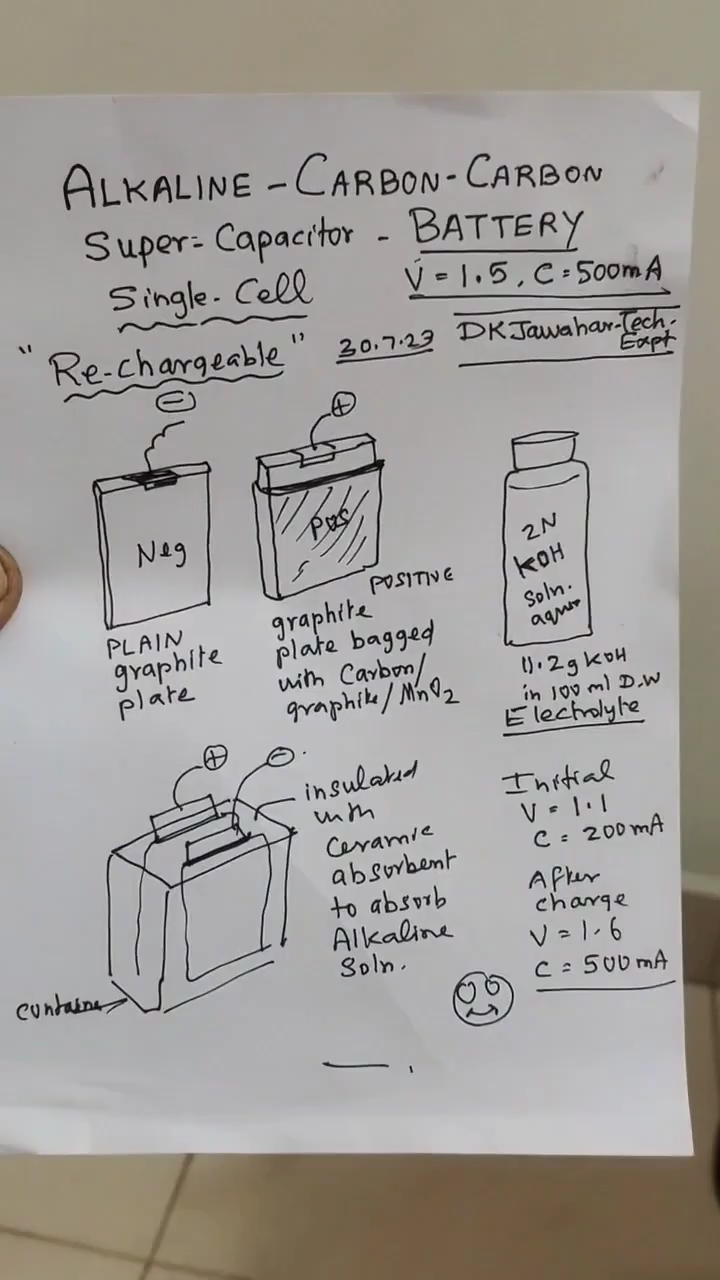 ALKALINE - CARBON - CARBON
Super = Capacitor - BATTERY
Single-Cell
V = 1.5, C = 500mA
"Re-chargeable"
30.7.23
DKJawahar-Tech.
Expt
-
+
Neg
Pos
2N
KOH
Soln.
PLAIN
graphite
plate
POSITIVE
graphite
plate bagged
with Carbon/
graphite/MnO2
11.2g KOH
in 100 ml D.W
Electrolyte
+
-
insulated
with
Ceramic
absorbent
to absorb
Alkaline
Soln.
Initial
V = 1.1
C = 200mA
After
charge
V = 1.6
C = 500mA